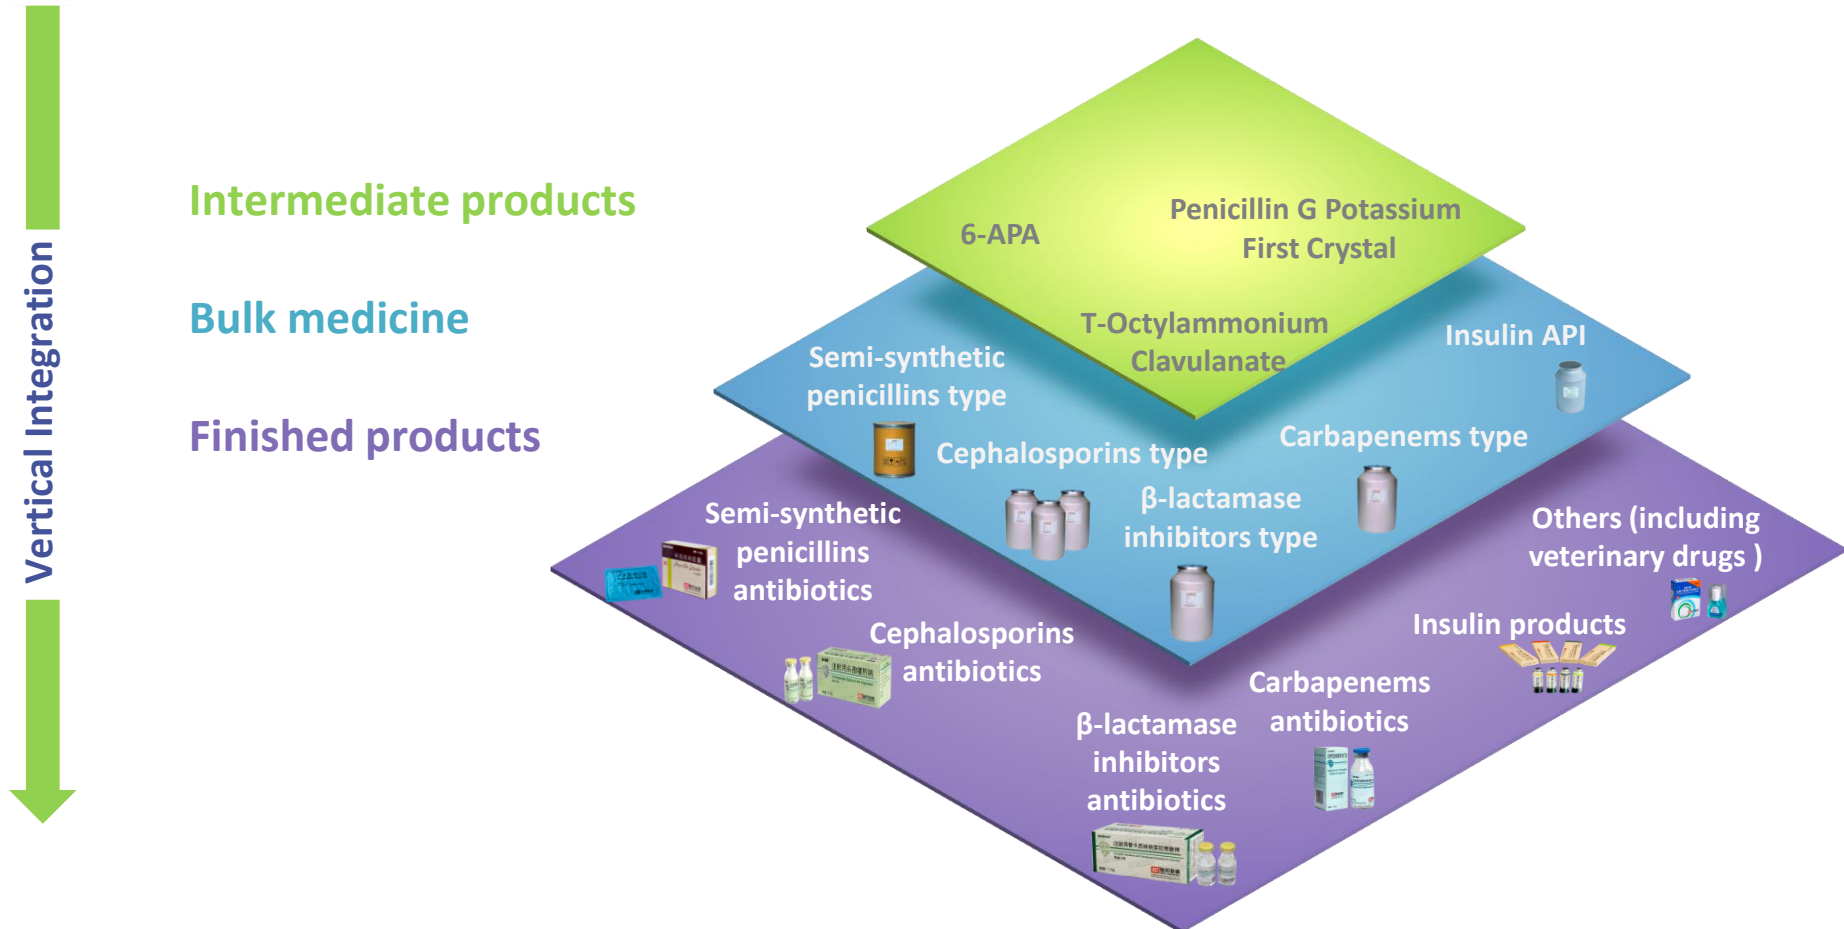 Vertical Integration
Intermediate products
Bulk medicine
Finished products
6-APA
Penicillin G Potassium
First Crystal
T-Octylammonium
Clavulanate
Semi-synthetic
penicillins type
Cephalosporins type
β-lactamase
inhibitors type
Carbapenems type
Insulin API
Semi-synthetic
penicillins
antibiotics
Cephalosporins
antibiotics
β-lactamase
inhibitors
antibiotics
Carbapenems
antibiotics
Insulin products
Others (including
veterinary drugs )